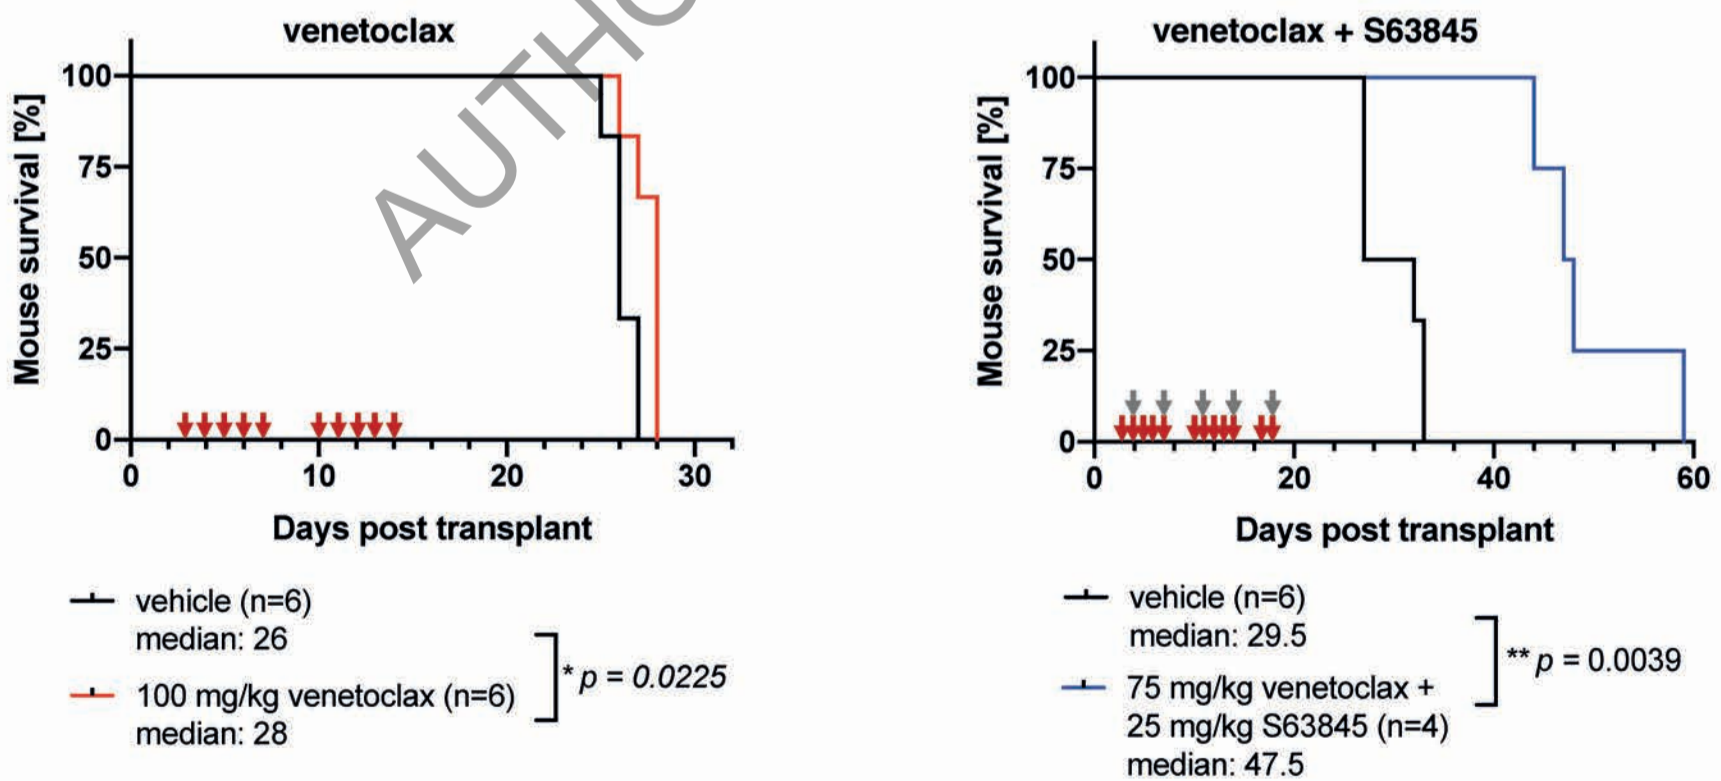 venetoclax
Mouse survival [%]
100
75
50
25
0
0 10 20 30
Days post transplant
vehicle (n=6)
median: 26
100 mg/kg venetoclax (n=6)
median: 28
* p = 0.0225
AUTHO
venetoclax + S63845
Mouse survival [%]
100
75
50
25
0
0 20 40 60
Days post transplant
vehicle (n=6)
median: 29.5
75 mg/kg venetoclax +
25 mg/kg S63845 (n=4)
median: 47.5
** p = 0.0039